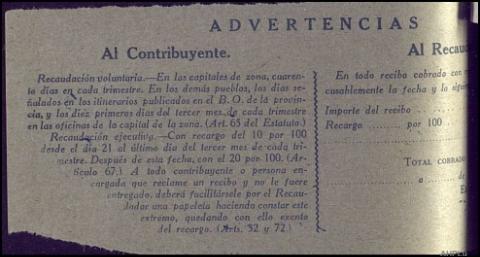 ADVERTENCIAS
Al Contribuyente.
Recaudación voluntaria.—En las capitales de zona, cuaren-
ta días en cada trimestre. En los demás pueblos, los días se-
ñalados en los itinerarios publicados en el B. O. de la provin-
cia, y los diez primeros días del tercer mes de cada trimestre
en las oficinas de la capital de la zona. (Art. 65 del Estatuto.)
Recaudación ejecutiva.—Con recargo del 10 por 100
desde el día 21 al último día del tercer mes de cada tri-
mestre. Después de esta fecha, con el 20 por 100. (Ar-
tículo 67.) A todo contribuyente o persona en-
cargada que reclame un recibo y no le fuere
entregado, deberá facilitársele por el Recau-
dador una papeleta haciendo constar este
extremo, quedando con ello exento
del recargo. (Arts. 52 y 72.)
Al Recau
En todo recibo cobrado con
cusablemente la fecha y la
Importe del recibo
Recargo ........ por 100
TOTAL COBRADO
a ........ de